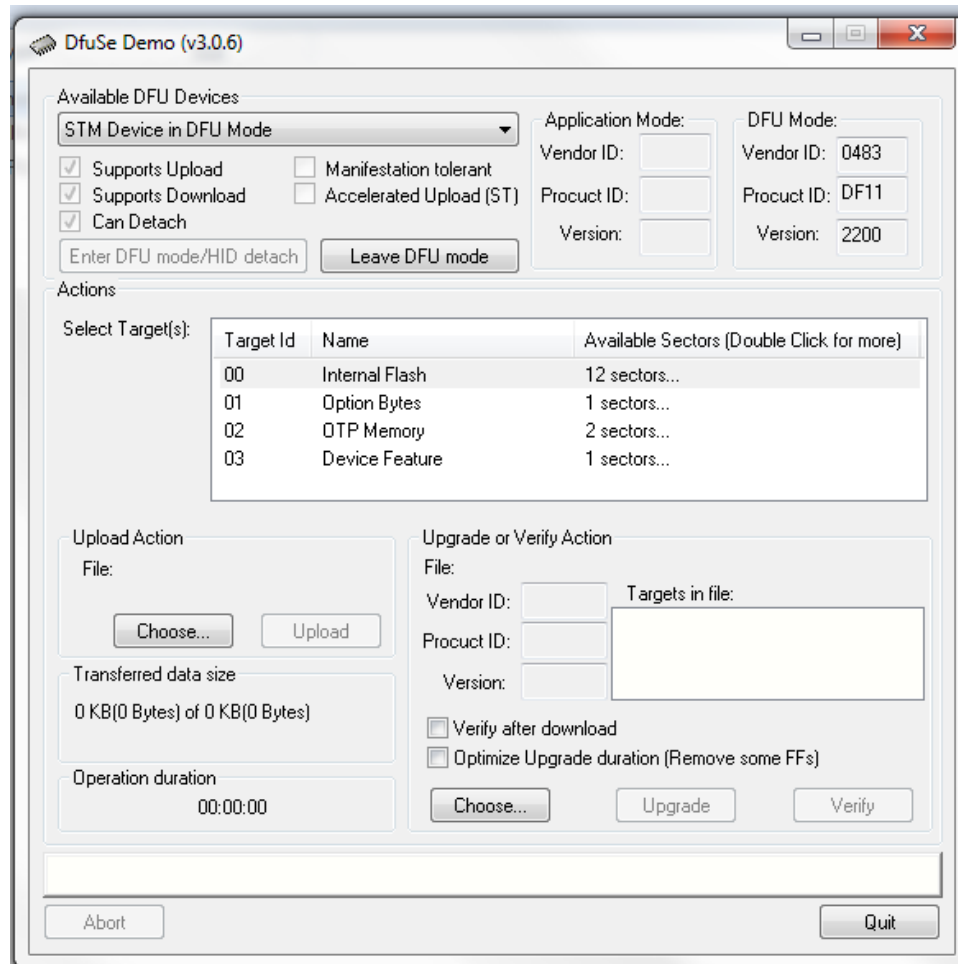 DfuSe Demo (v3.0.6)
Available DFU Devices
STM Device in DFU Mode
Supports Upload
Manifestation tolerant
Supports Download
Accelerated Upload (ST)
Can Detach
Enter DFU mode/HID detach
Leave DFU mode
Application Mode:
Vendor ID:
Procuct ID:
Version:
DFU Mode:
Vendor ID: 0483
Procuct ID: DF11
Version: 2200
Actions
Select Target(s):
Target Id Name Available Sectors (Double Click for more)
00 Internal Flash 12 sectors...
01 Option Bytes 1 sectors...
02 OTP Memory 2 sectors...
03 Device Feature 1 sectors...
Upload Action
File:
Choose... Upload
Transferred data size
0 KB(0 Bytes) of 0 KB(0 Bytes)
Operation duration
00:00:00
Upgrade or Verify Action
File:
Vendor ID:
Procuct ID:
Version:
Targets in file:
Verify after download
Optimize Upgrade duration (Remove some FFs)
Choose... Upgrade Verify
Abort Quit